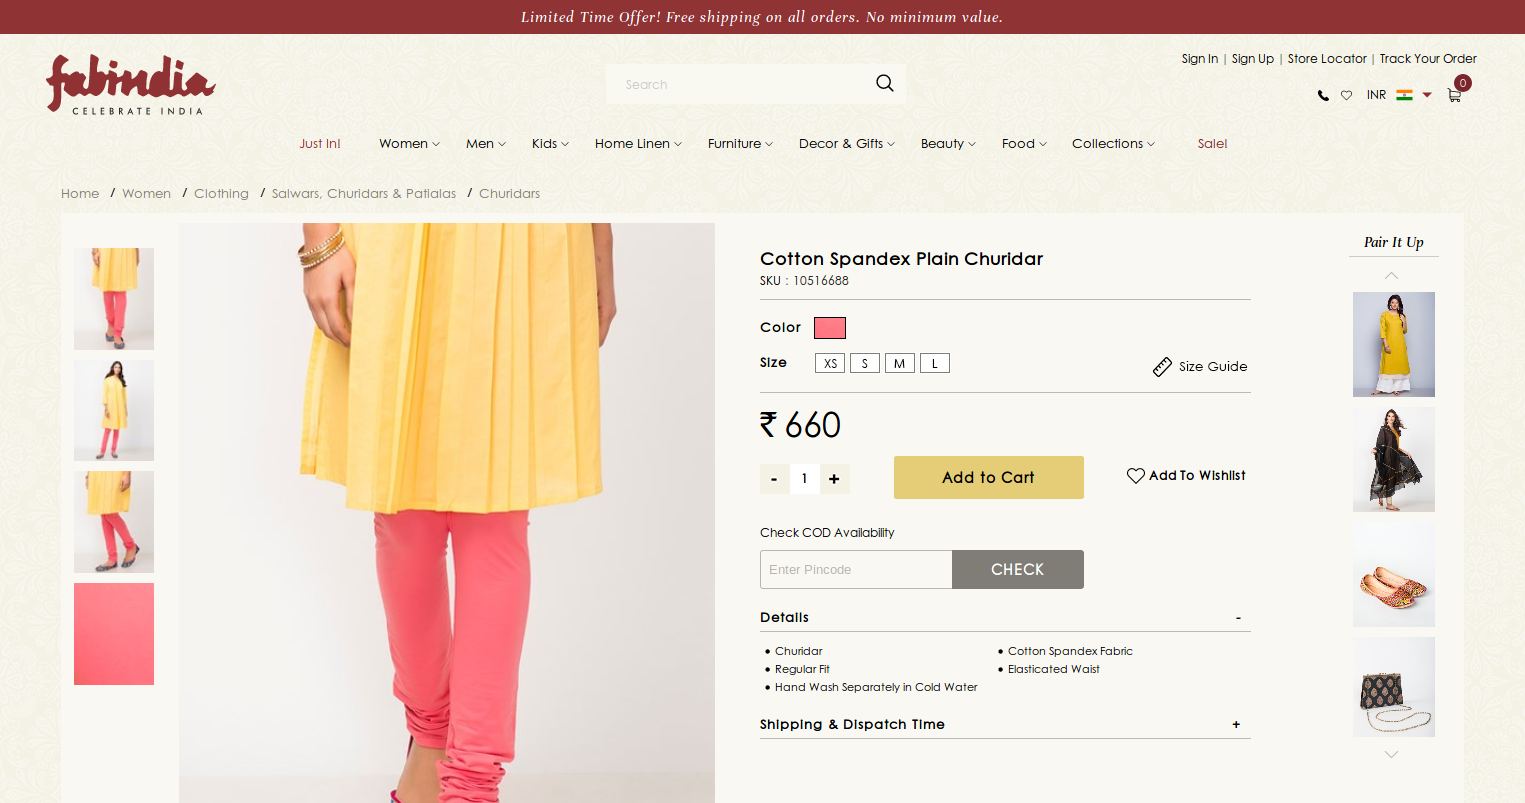 Limited Time Offer! Free shipping on all orders. No minimum value.
fabindia
CELEBRATE INDIA
Search
Sign In | Sign Up | Store Locator | Track Your Order
INR
0
Just In! Women Men Kids Home Linen Furniture Decor & Gifts Beauty Food Collections Sale!
Home / Women / Clothing / Salwars, Churidars & Patialas / Churidars
Cotton Spandex Plain Churidar
SKU : 10516688
Color
Size XS S M L
Size Guide
₹ 660
- 1 +
Add to Cart
Add To Wishlist
Check COD Availability
Enter Pincode
CHECK
Details -
• Churidar
• Cotton Spandex Fabric
• Regular Fit
• Elasticated Waist
• Hand Wash Separately in Cold Water
Shipping & Dispatch Time +
Pair It Up